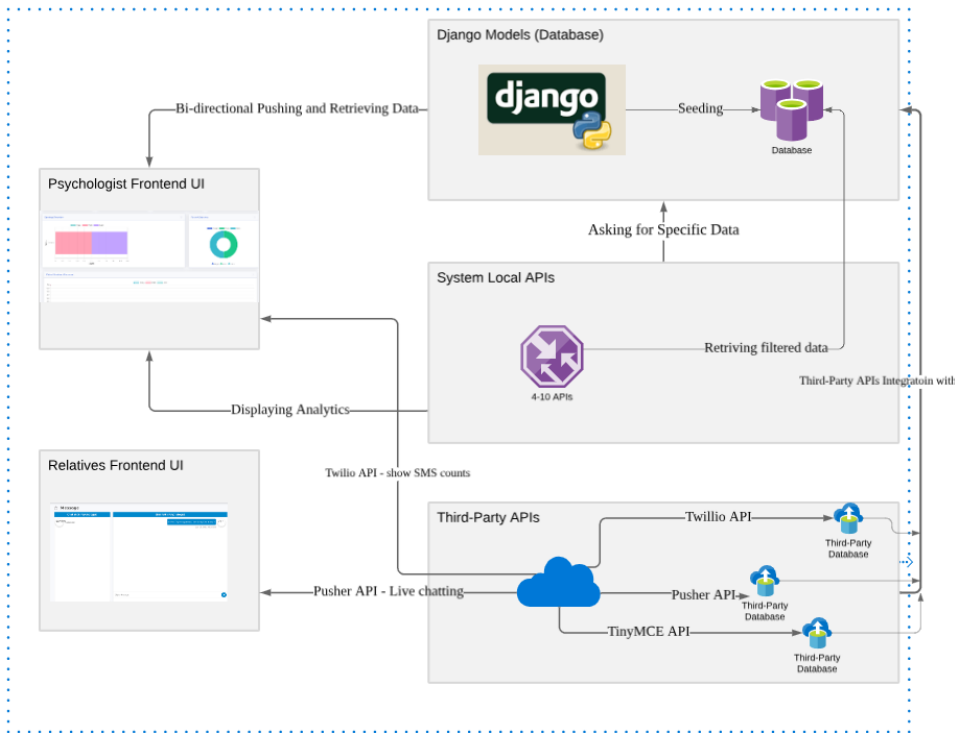 Django Models (Database)
django
Seeding
Database
Bi-directional Pushing and Retrieving Data
Psychologist Frontend UI
Asking for Specific Data
System Local APIs
4-10 APIs
Retriving filtered data
Third-Party APIs Integratoin with
Displaying Analytics
Relatives Frontend UI
Twilio API - show SMS counts
Third-Party APIs
Twillio API
Third-Party
Database
Pusher API - Live chatting
Pusher API
Third-Party
Database
TinyMCE API
Third-Party
Database